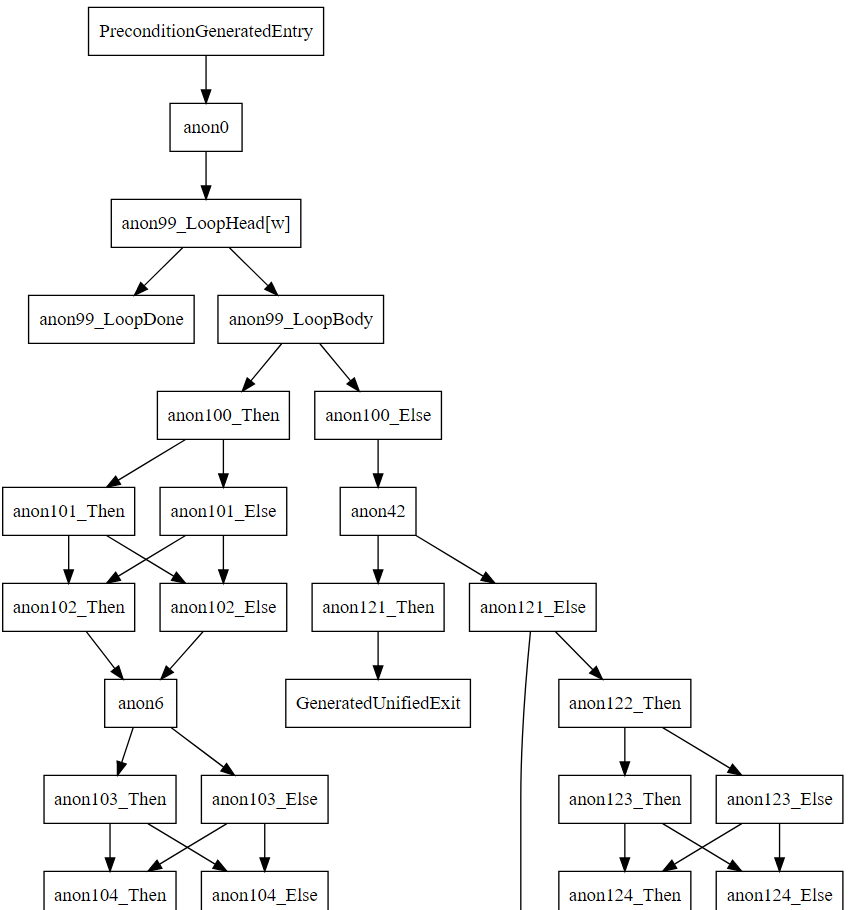 PreconditionGeneratedEntry
anon0
anon99_LoopHead[w]
anon99_LoopDone
anon99_LoopBody
anon100_Then
anon100_Else
anon101_Then
anon101_Else
anon42
anon102_Then
anon102_Else
anon121_Then
anon121_Else
anon6
GeneratedUnifiedExit
anon122_Then
anon103_Then
anon103_Else
anon123_Then
anon123_Else
anon104_Then
anon104_Else
anon124_Then
anon124_Else